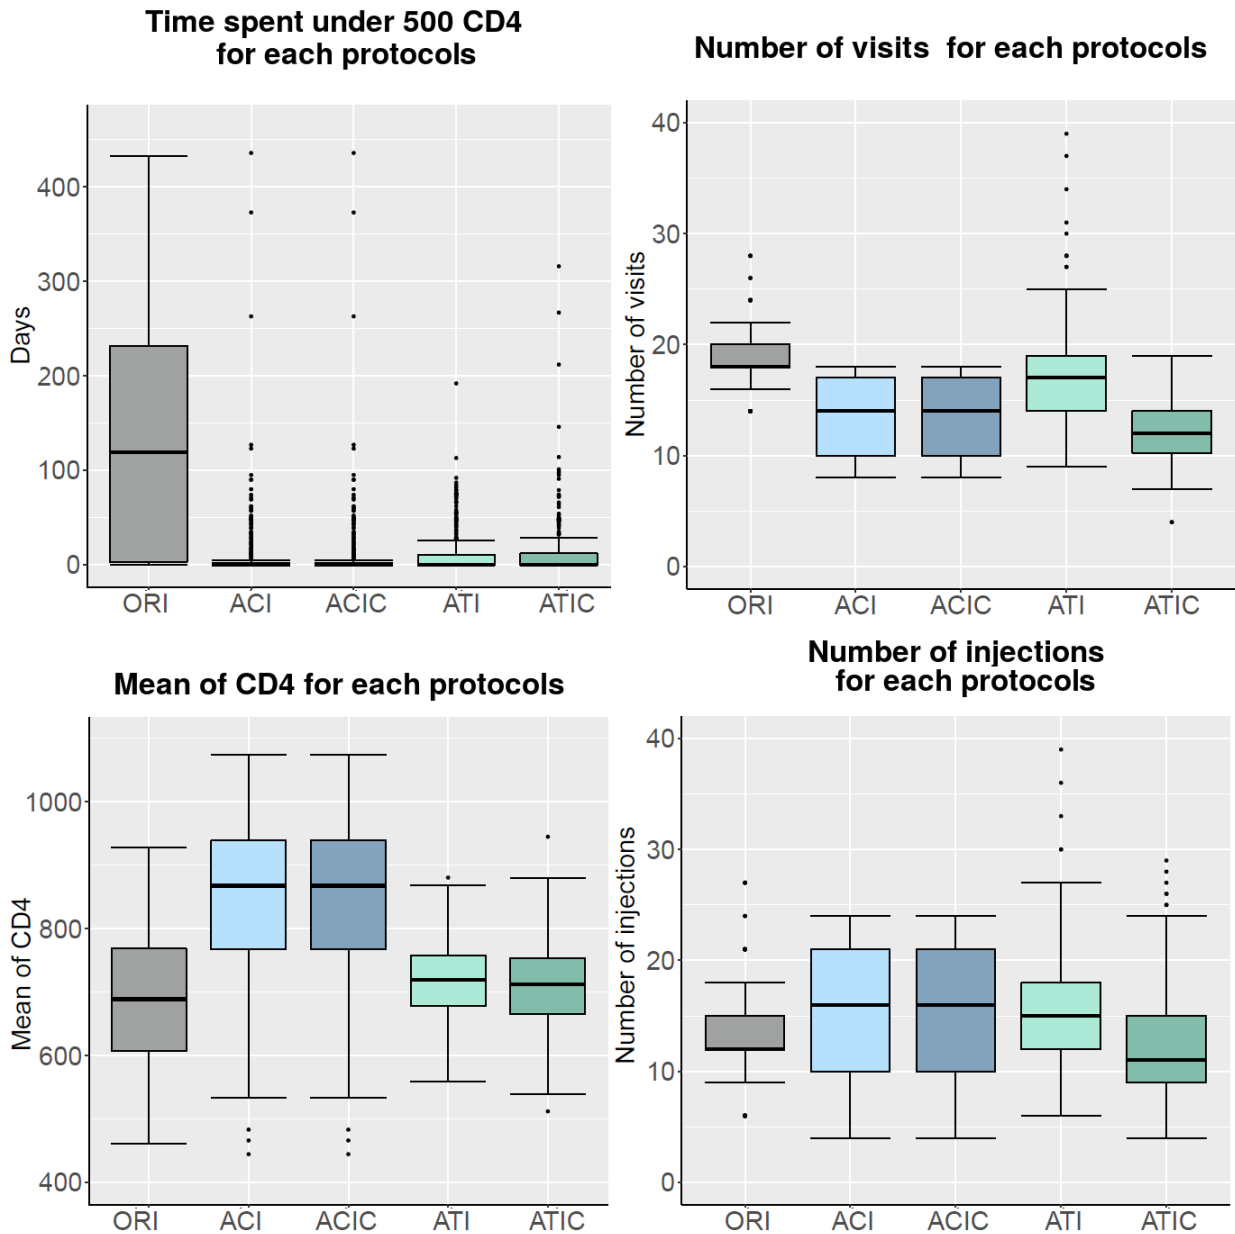 Time spent under 500 CD4
for each protocols
Days
400
300
200
100
0
ORI ACI ACIC ATI ATIC
Number of visits  for each protocols
Number of visits
40
30
20
10
0
ORI ACI ACIC ATI ATIC
Mean of CD4 for each protocols
Mean of CD4
1000
800
600
400
ORI ACI ACIC ATI ATIC
Number of injections
for each protocols
Number of injections
40
30
20
10
0
ORI ACI ACIC ATI ATIC